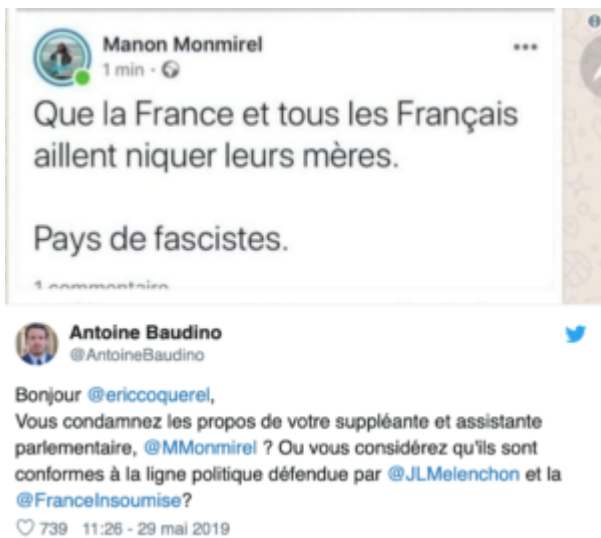 Manon Monmirel
1 min ·
Que la France et tous les Français
aillent niquer leurs mères.
Pays de fascistes.
1 commentaire
Antoine Baudino
@AntoineBaudino
Bonjour @ericcoquerel,
Vous condamnez les propos de votre suppléante et assistante
parlementaire, @MMonmirel ? Ou vous considérez qu'ils sont
conformes à la ligne politique défendue par @JLMelenchon et la
@FranceInsoumise?
739 11:26 - 29 mai 2019